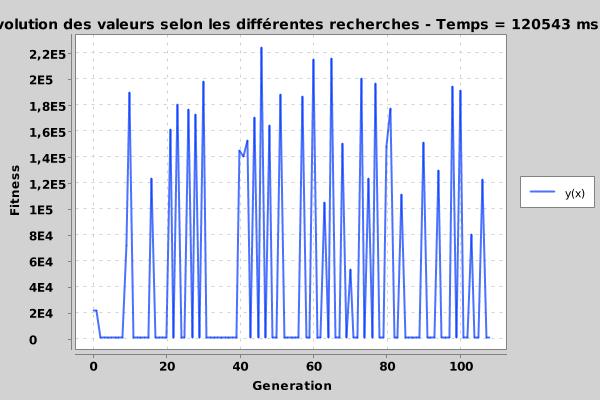 volution des valeurs selon les différentes recherches - Temps = 120543 ms
2,2E5
2E5
1,8E5
1,6E5
1,4E5
1,2E5
1E5
8E4
6E4
4E4
2E4
0
Fitness
0 20 40 60 80 100
Generation
y(x)